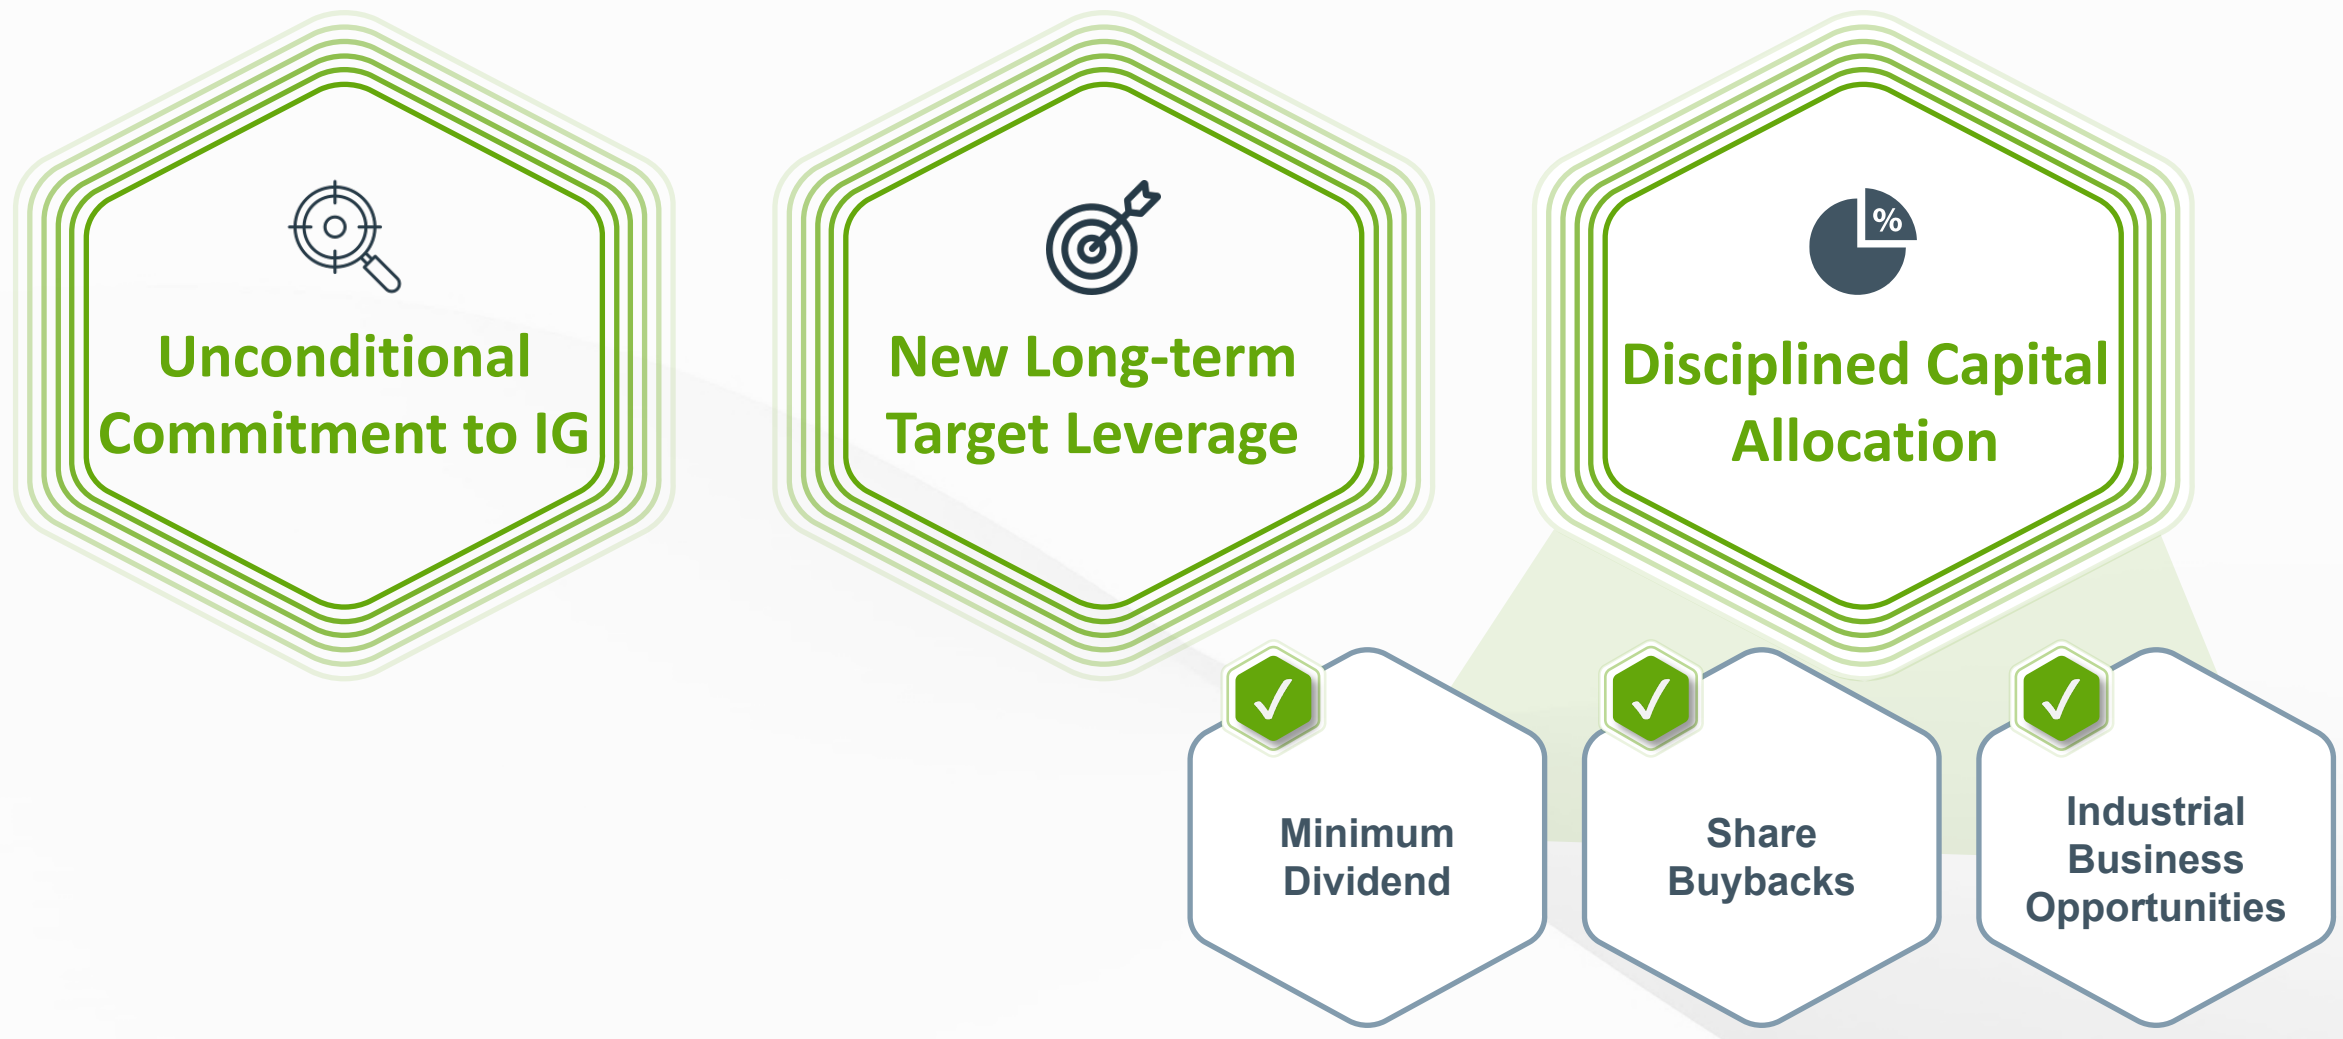 Unconditional
Commitment to IG
New Long-term
Target Leverage
%
Disciplined Capital
Allocation
Minimum
Dividend
Share
Buybacks
Industrial
Business
Opportunities